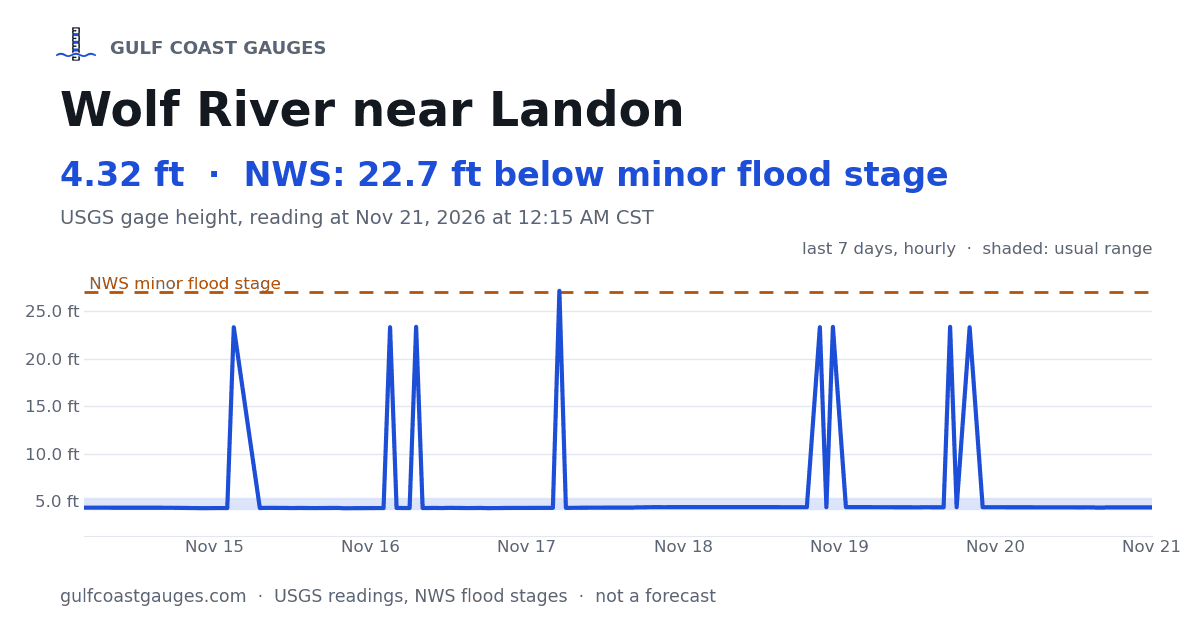 GULF COAST GAUGES
Wolf River near Landon
4.32 ft · NWS: 22.7 ft below minor flood stage
USGS gage height, reading at Nov 21, 2026 at 12:15 AM CST
last 7 days, hourly · shaded: usual range
NWS minor flood stage
25.0 ft
20.0 ft
15.0 ft
10.0 ft
5.0 ft
Nov 15 Nov 16 Nov 17 Nov 18 Nov 19 Nov 20 Nov 21
gulfcoastgauges.com · USGS readings, NWS flood stages · not a forecast